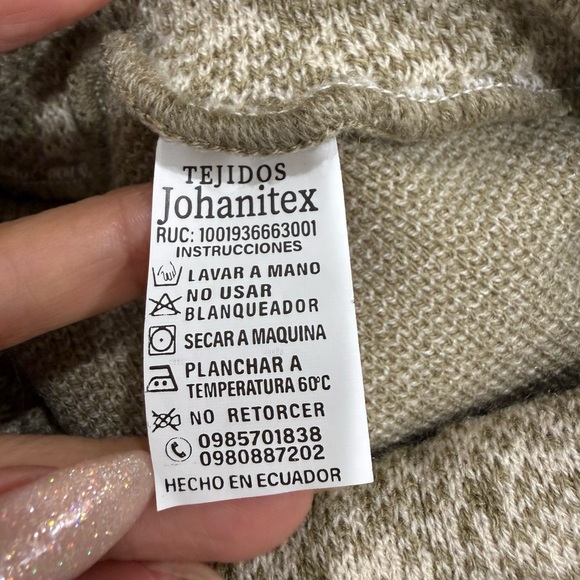 TEJIDOS
Johanitex
RUC: 1001936663001
INSTRUCCIONES
LAVAR A MANO
NO USAR
BLANQUEADOR
SECAR A MAQUINA
PLANCHAR A
TEMPERATURA 60ºC
NO RETORCER
0985701838
0980887202
HECHO EN ECUADOR